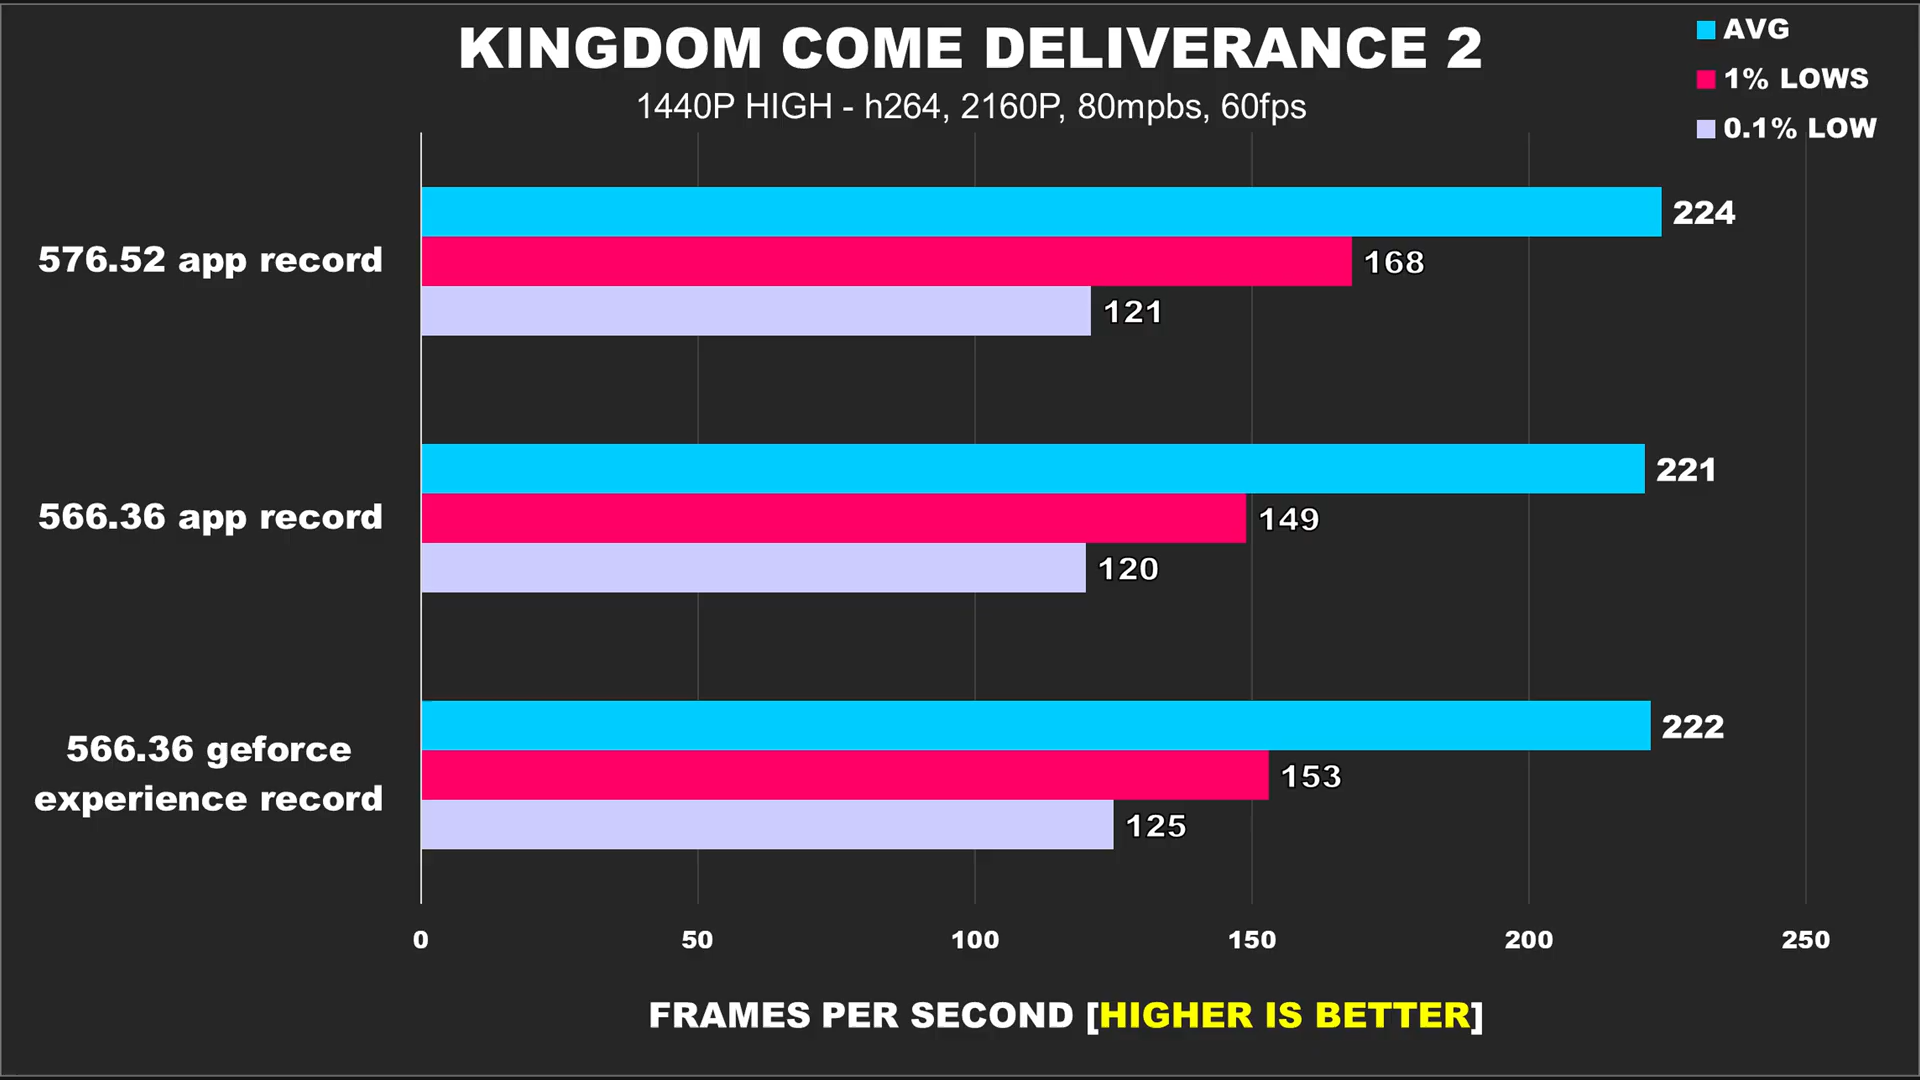 KINGDOM COME DELIVERANCE 2
1440P HIGH - h264, 2160P, 80mpbs, 60fps
AVG
1% LOWS
0.1% LOW
576.52 app record
224
168
121
566.36 app record
221
149
120
566.36 geforce
experience record
222
153
125
0 50 100 150 200 250
FRAMES PER SECOND [HIGHER IS BETTER]